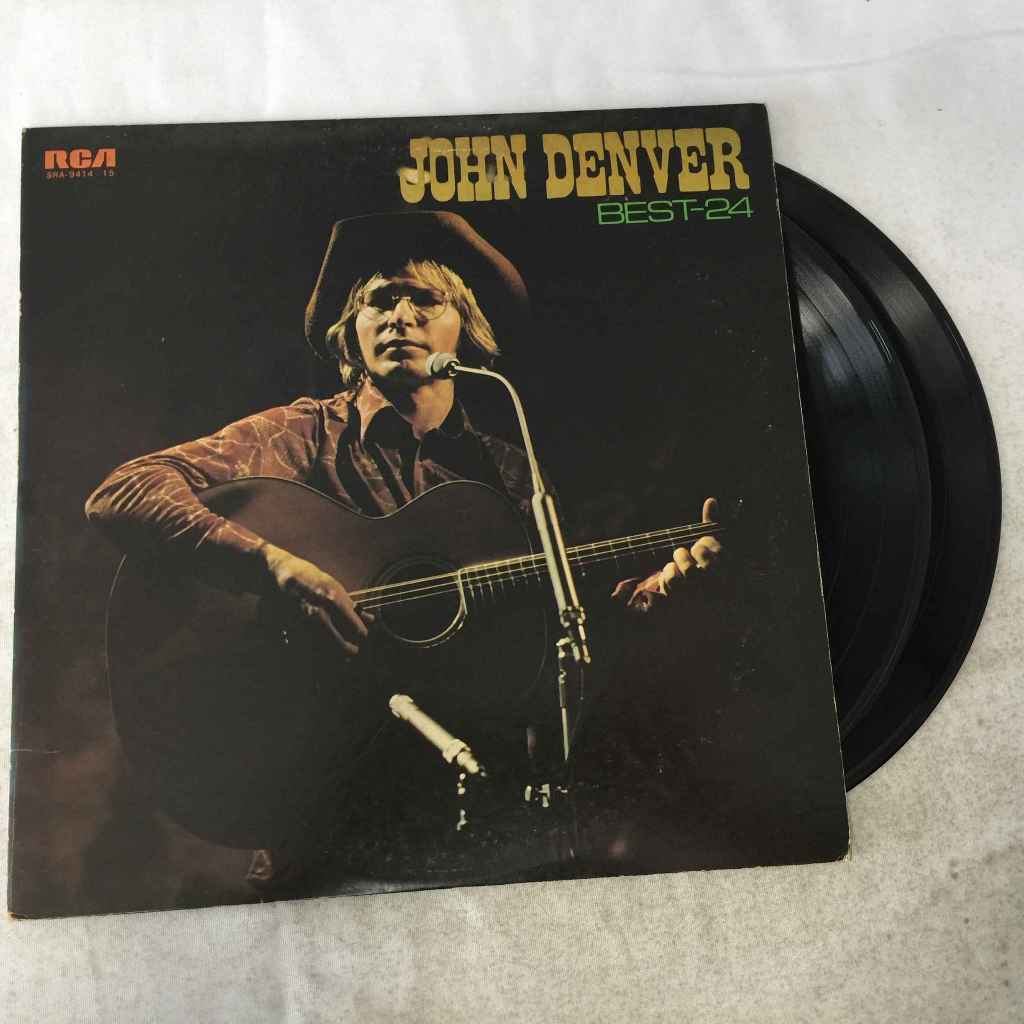 RCA
SRA-9414 15
JOHN DENVER
BEST-24